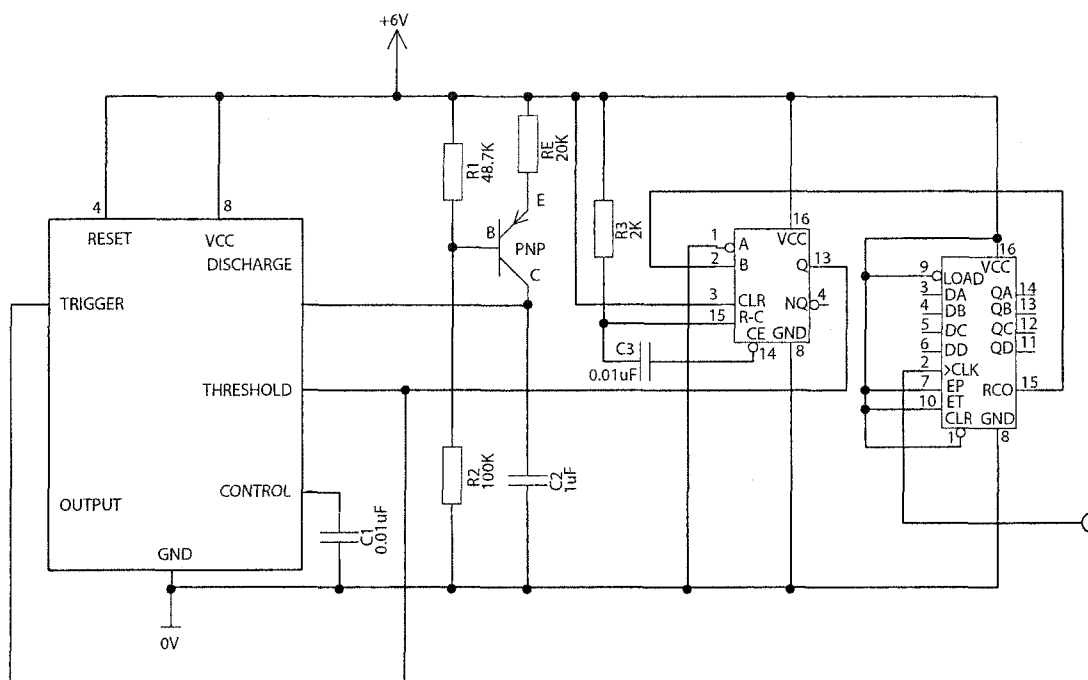 +6V
4
8
RESET
VCC
DISCHARGE
TRIGGER
THRESHOLD
CONTROL
OUTPUT
GND
0V
C1
0.01uF
R1
48.7K
RE
20K
E
B
PNP
C
R2
100K
C2
1uF
R3
2K
C3
0.01uF
16
VCC
1
A
2
B
Q
13
3
CLR
NQ
4
15
R-C
CE
GND
14
8
16
VCC
9
LOAD
3
DA
QA
14
4
DB
QB
13
5
DC
QC
12
6
DD
QD
11
2
>CLK
7
EP
RCO
15
10
ET
CLR
GND
1
8